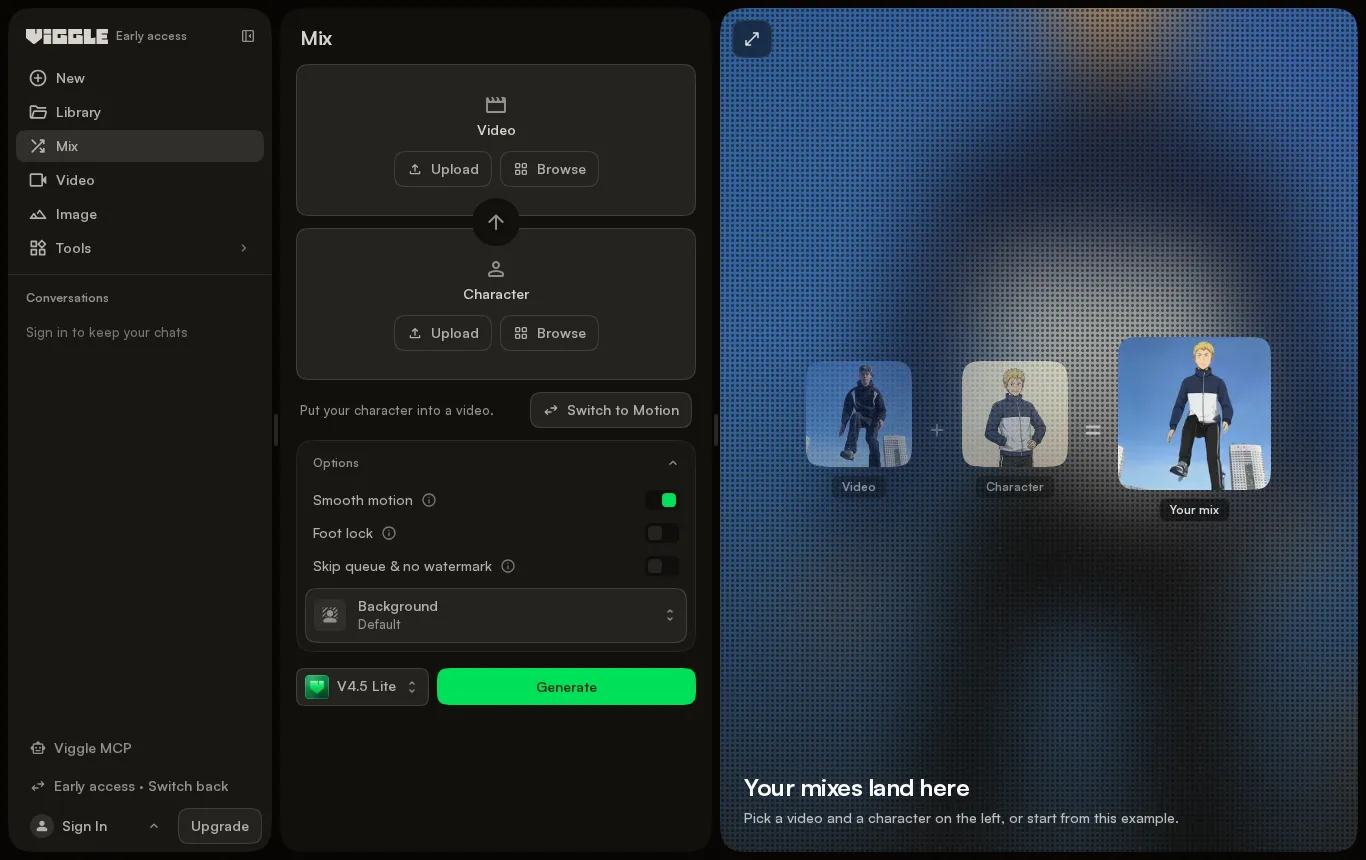 VIGGLE Early access
New
Library
Mix
Video
Image
Tools
Conversations
Sign in to keep your chats
Viggle MCP
Early access · Switch back
Sign In
Upgrade
Mix
Video
Upload
Browse
Character
Upload
Browse
Put your character into a video.
Switch to Motion
Options
Smooth motion
Foot lock
Skip queue & no watermark
Background
Default
V4.5 Lite
Generate
+
=
Video
Character
Your mix
Your mixes land here
Pick a video and a character on the left, or start from this example.